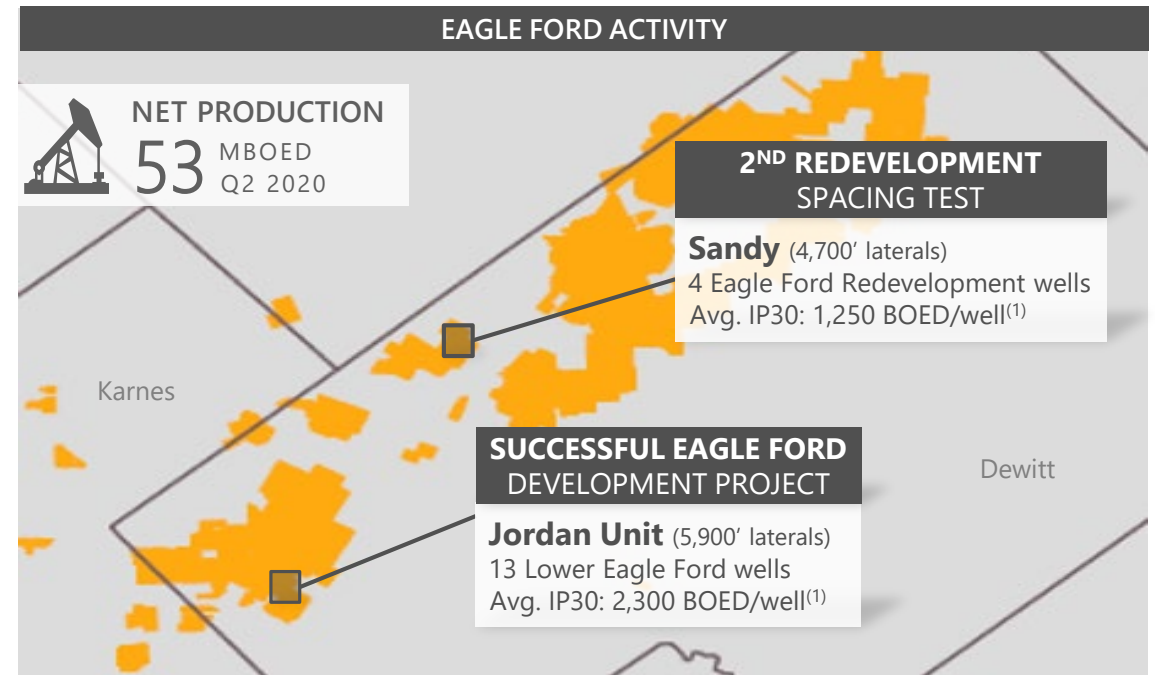 EAGLE FORD ACTIVITY
NET PRODUCTION
53 MBOED
Q2 2020
2ND REDEVELOPMENT
SPACING TEST
Sandy (4,700’ laterals)
4 Eagle Ford Redevelopment wells
Avg. IP30: 1,250 BOED/well(1)
Karnes
SUCCESSFUL EAGLE FORD
DEVELOPMENT PROJECT
Dewitt
Jordan Unit (5,900’ laterals)
13 Lower Eagle Ford wells
Avg. IP30: 2,300 BOED/well(1)